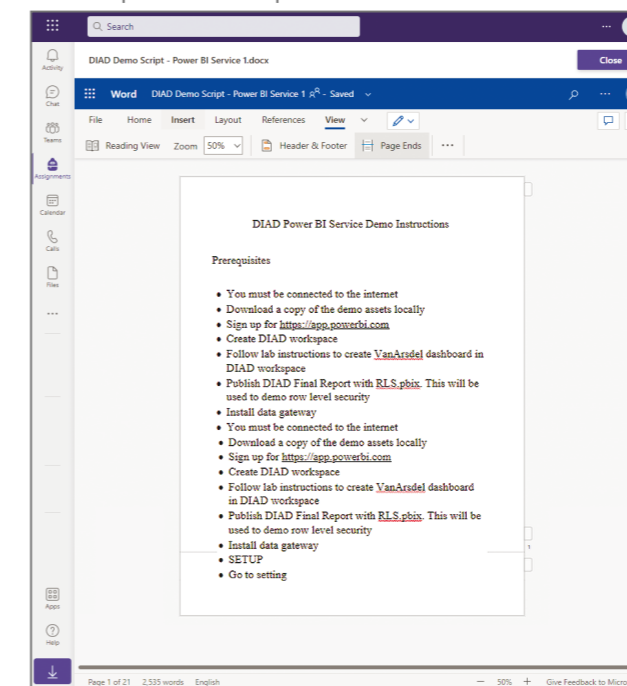 Search
...
Activity
DIAD Demo Script - Power BI Service 1.docx
Close
Word DIAD Demo Script - Power BI Service 1 - Saved
...
Chat
File Home Insert Layout References View
Teams
Reading View Zoom 50% Header & Footer Page Ends ...
Assignments
Calendar
Calls
Files
...
DIAD Power BI Service Demo Instructions
Prerequisites
• You must be connected to the internet
• Download a copy of the demo assets locally
• Sign up for https://app.powerbi.com
• Create DIAD workspace
• Follow lab instructions to create VanArsdel dashboard in
DIAD workspace
• Publish DIAD Final Report with RLS.pbix. This will be
used to demo row level security
• Install data gateway
• You must be connected to the internet
• Download a copy of the demo assets locally
• Sign up for https://app.powerbi.com
• Create DIAD workspace
• Follow lab instructions to create VanArsdel dashboard
in DIAD workspace
• Publish DIAD Final Report with RLS.pbix. This will be
used to demo row level security
• Install data gateway
• SETUP
• Go to setting
1
Apps
Help
Page 1 of 21 2,535 words English - 50% + Give Feedback to Micro